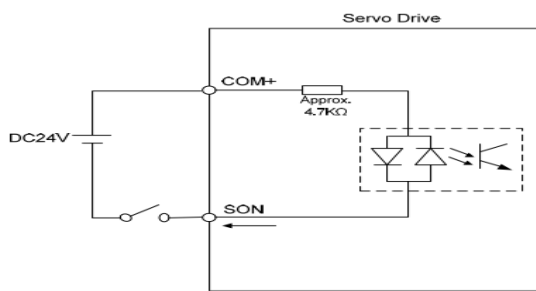 Servo Drive
COM+
Approx.
4.7KΩ
DC24V
SON